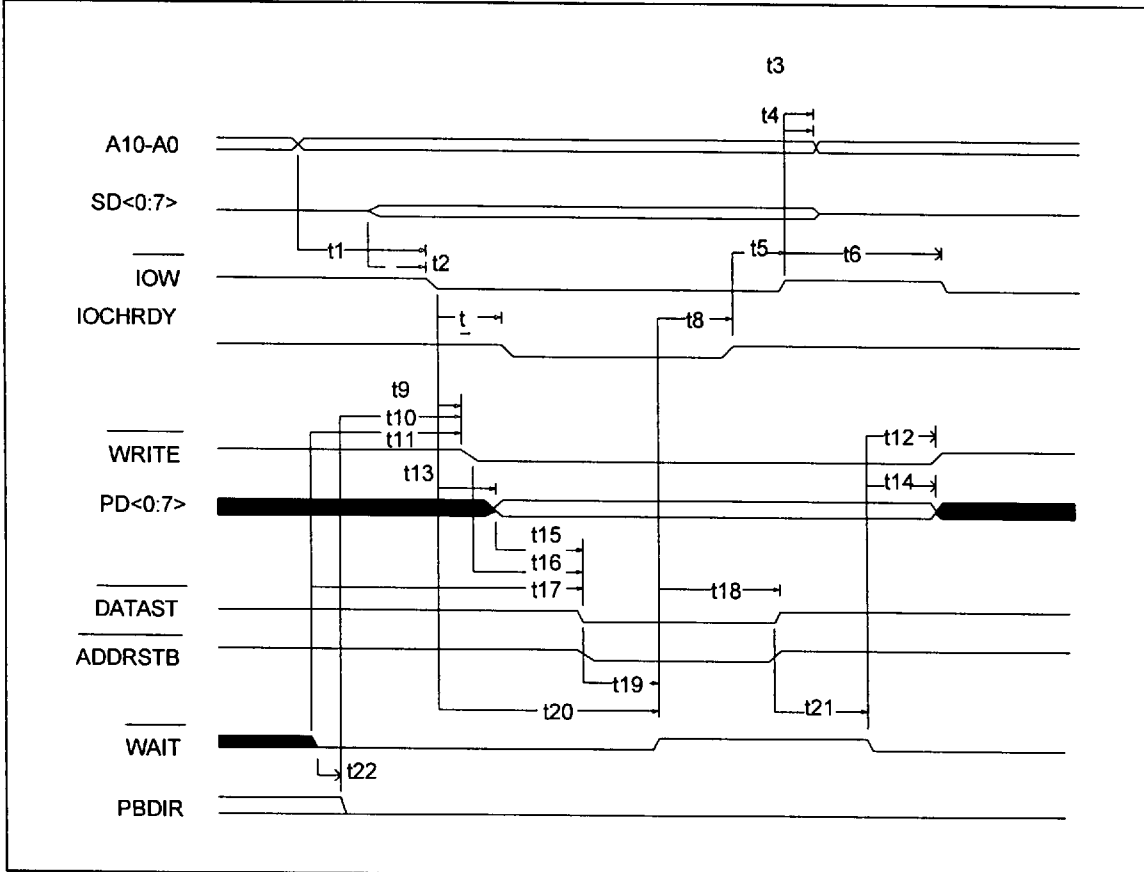 t3
t4
A10-A0
SD<0:7>
t1
t2
t5
t6
IOW
IOCHRDY
t
t8
t9
t10
t11
WRITE
t12
t13
t14
PD<0:7>
t15
t16
t17
t18
DATAST
ADDRSTB
t19
t20
t21
WAIT
t22
PBDIR